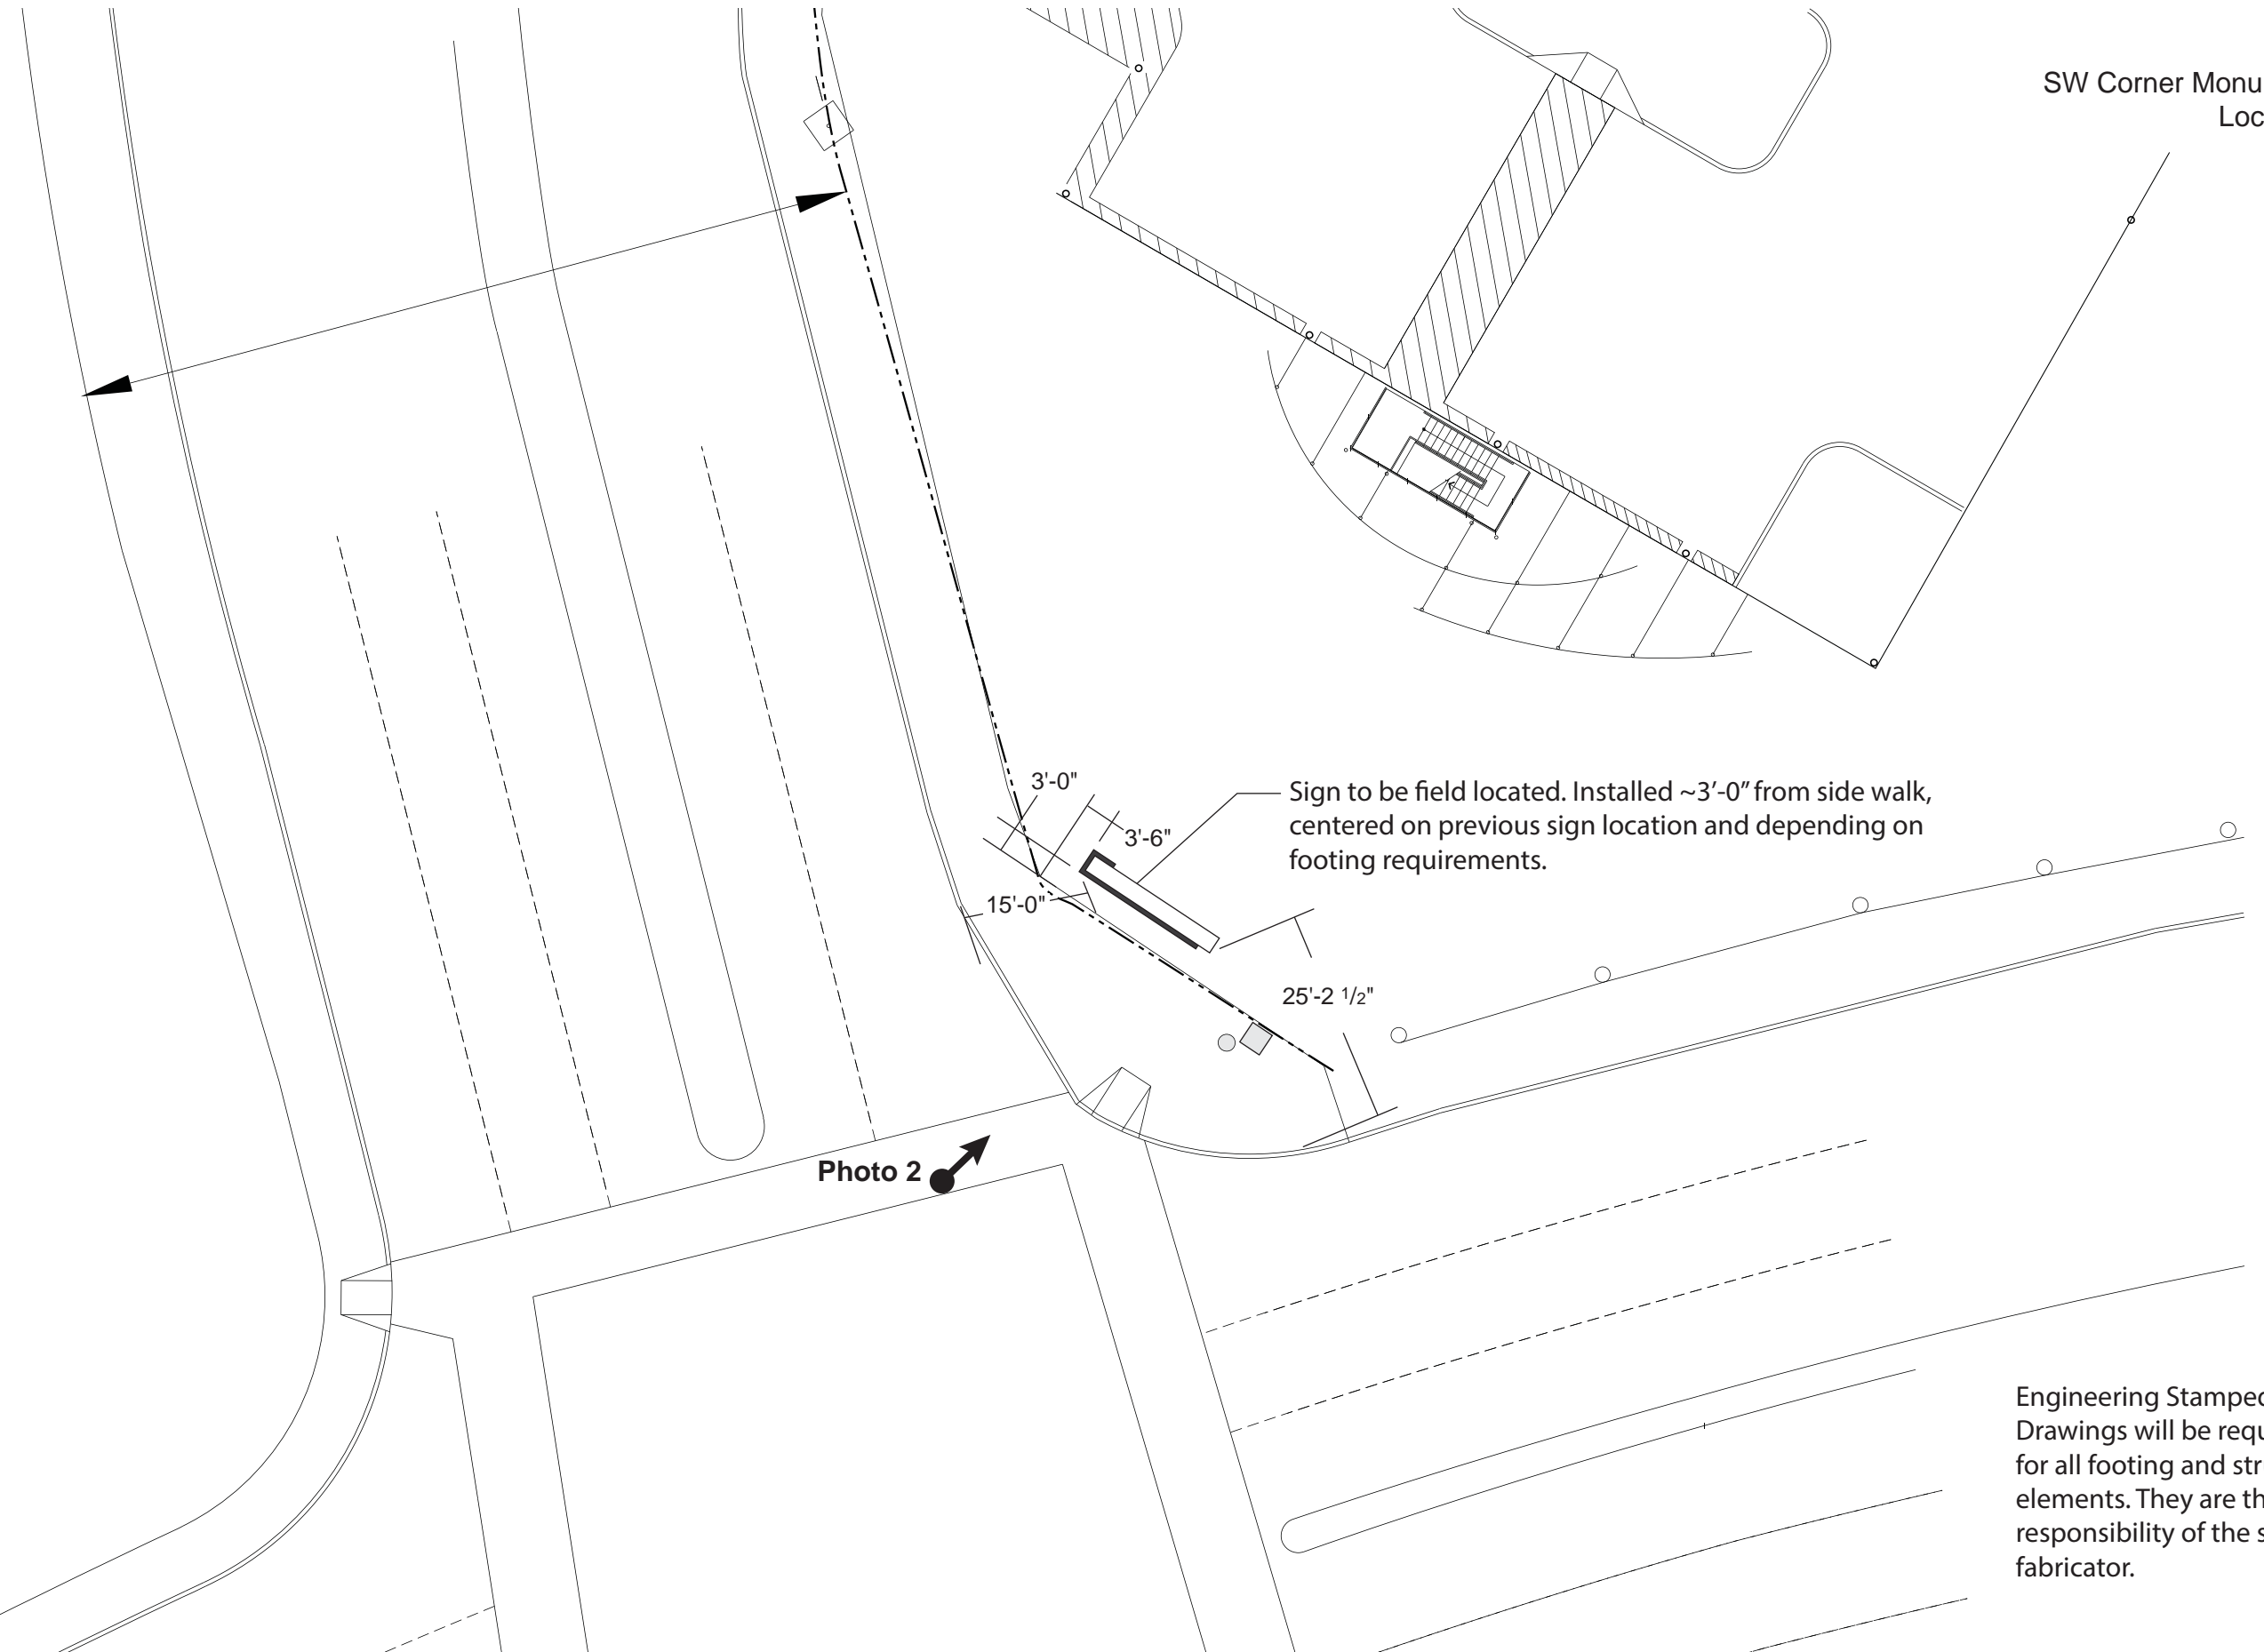 SW Corner Monu
Loc
3'-0"
3'-6"
Sign to be field located. Installed ~3'-0" from side walk,
centered on previous sign location and depending on
footing requirements.
15'-0"
25'-2 1/2"
Photo 2
Engineering Stamped
Drawings will be requ
for all footing and str
elements. They are th
responsibility of the s
fabricator.